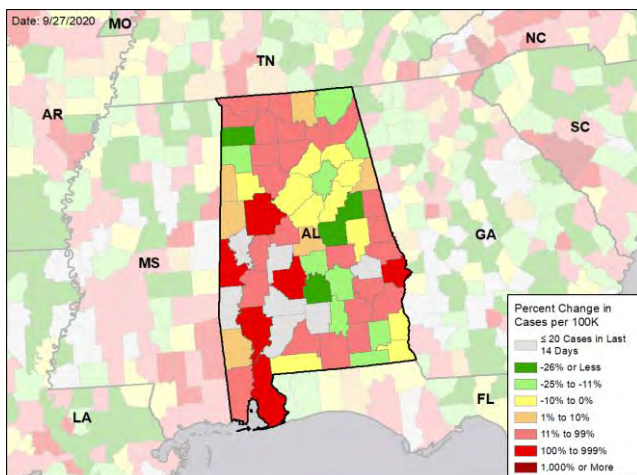 Date: 9/27/2020
MO
NC
TN
AR
SC
AL
MS
GA
LA
FL
Percent Change in
Cases per 100K
≤ 20 Cases in Last
14 Days
-26% or Less
-25% to -11%
-10% to 0%
1% to 10%
11% to 99%
100% to 999%
1,000% or More